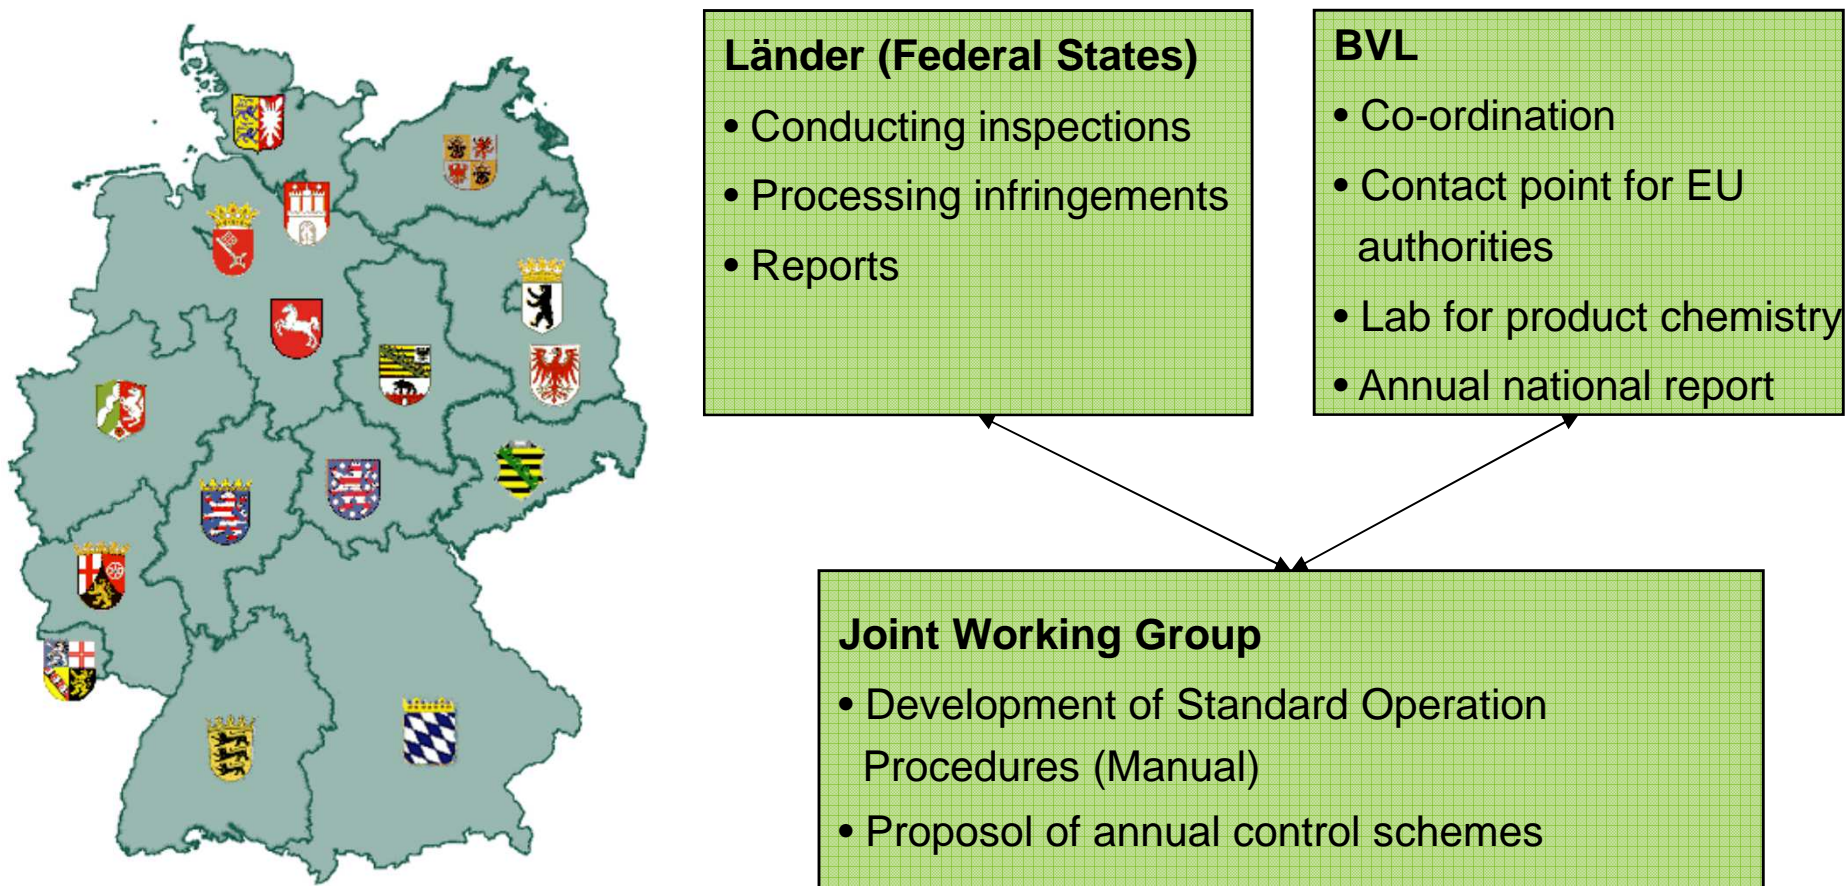 Länder (Federal States)
• Conducting inspections
• Processing infringements
• Reports
BVL
• Co-ordination
• Contact point for EU
authorities
• Lab for product chemistry
• Annual national report
Joint Working Group
• Development of Standard Operation
Procedures (Manual)
• Proposol of annual control schemes